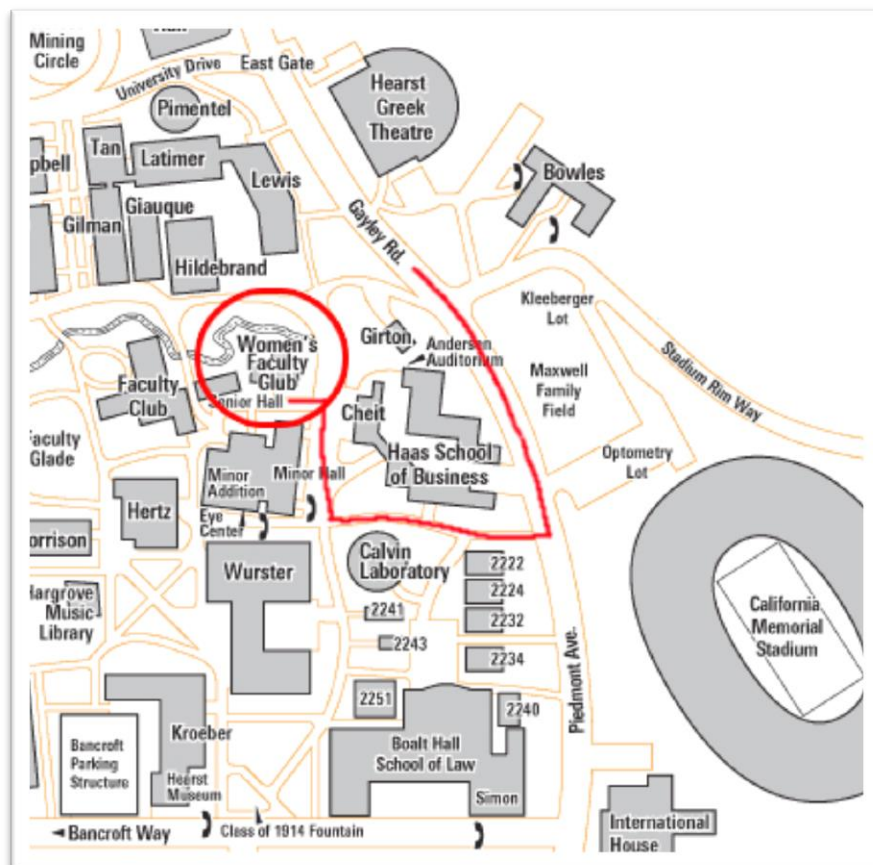 Mining
Circle
University Drive
East Gate
Pimentel
Hearst
Greek
Theatre
Tan
Latimer
Lewis
pbell
Bowles
Giauque
Gilman
Gayley Rd.
Hildebrand
Kleeberger
Lot
Women's
Faculty
Club
Girton
Andersen
Auditorium
Stadium Rim Way
Faculty
Club
Senior Hall
Cheit
Maxwell
Family
Field
Faculty
Glade
Haas School
of Business
Optometry
Lot
Minor
Addition
Minor Hall
Hertz
Eye
Center
orrison
Calvin
Laboratory
Wurster
2222
2224
2232
2234
Hargrove
Music
Library
2241
2243
California
Memorial
Stadium
Piedmont Ave.
2251
2240
Kroeber
Bancroft
Parking
Structure
Hearst
Museum
Boalt Hall
School of Law
Simon
International
House
Bancroft Way
Class of 1914 Fountain